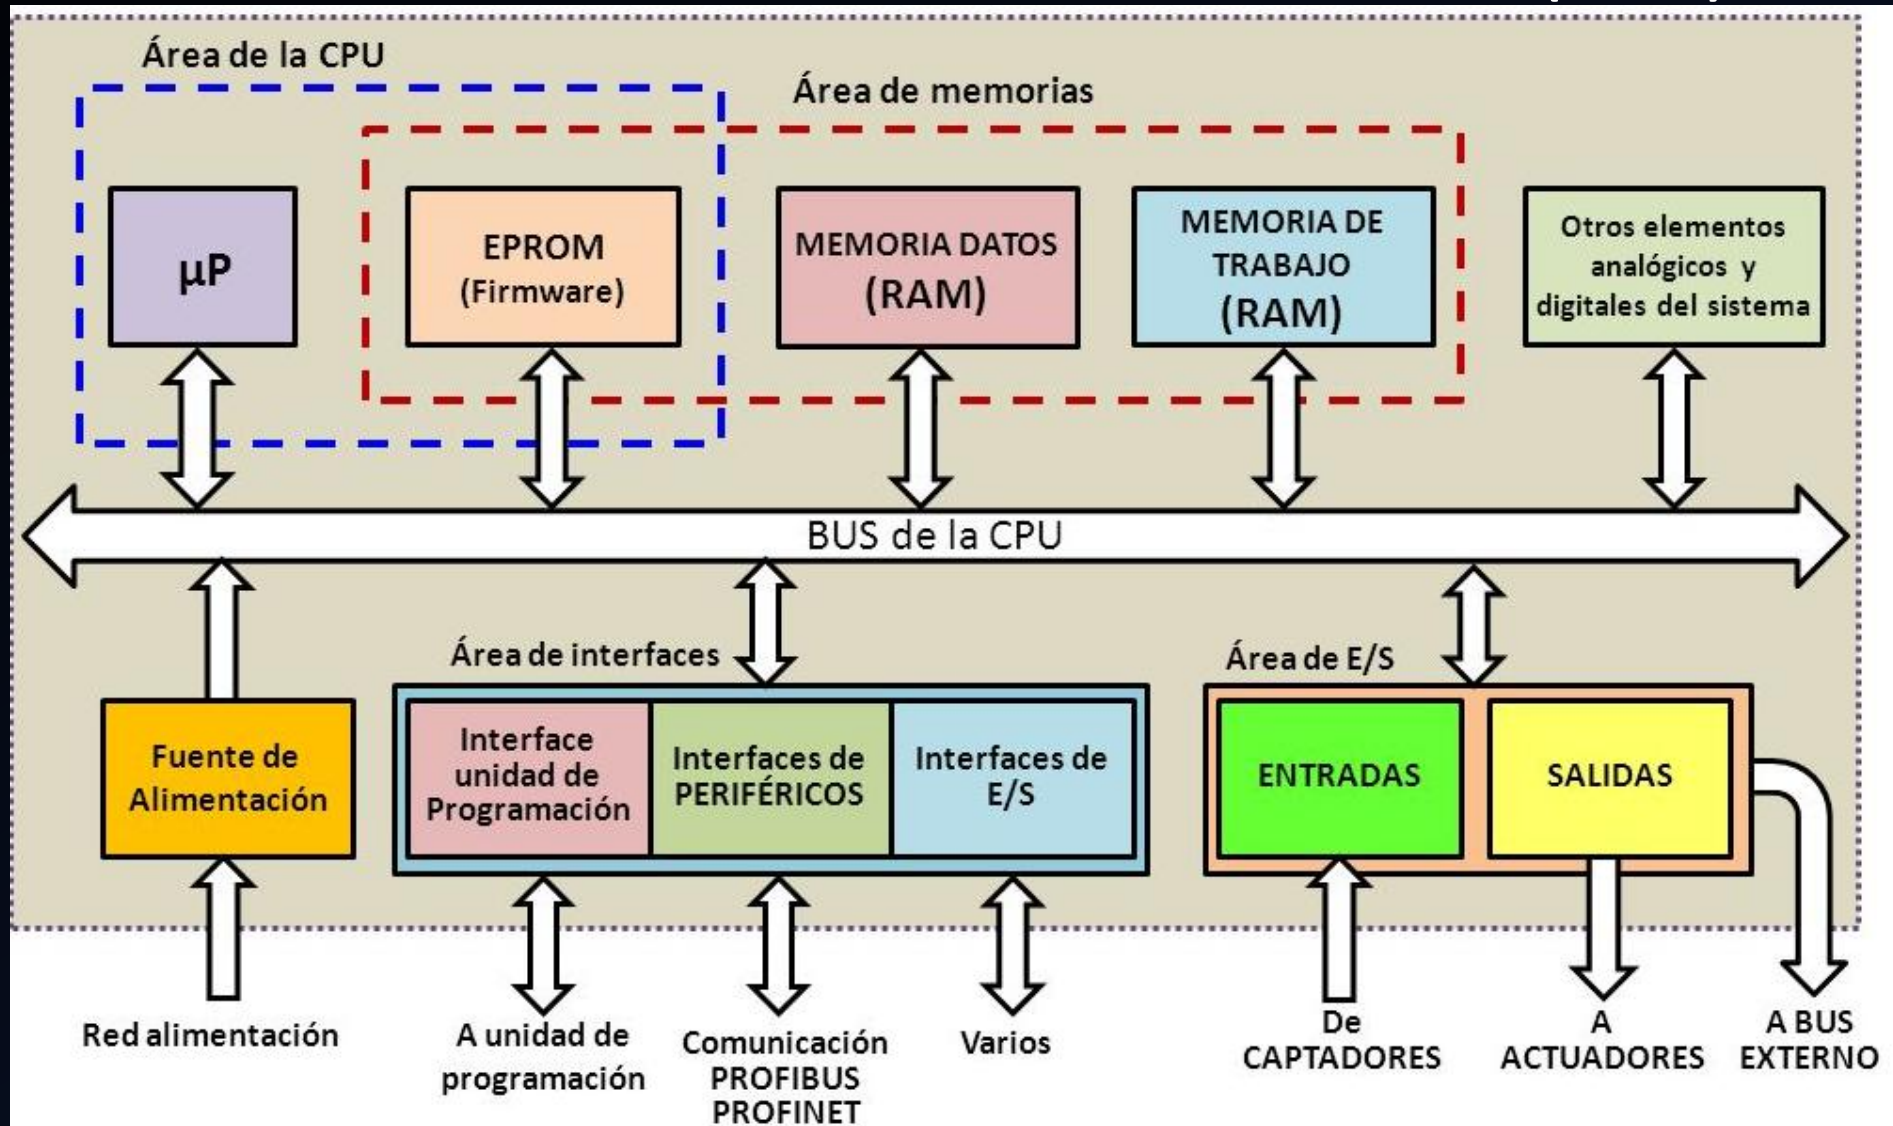 Área de la CPU
Área de memorias
µP
EPROM
(Firmware)
MEMORIA DATOS
(RAM)
MEMORIA DE
TRABAJO
(RAM)
Otros elementos
analógicos y
digitales del sistema
BUS de la CPU
Área de interfaces
Área de E/S
Fuente de
Alimentación
Interface
unidad de
Programación
Interfaces de
PERIFÉRICOS
Interfaces de
E/S
ENTRADAS
SALIDAS
Red alimentación
A unidad de
programación
Comunicación
PROFIBUS
PROFINET
Varios
De
CAPTADORES
A
ACTUADORES
A BUS
EXTERNO